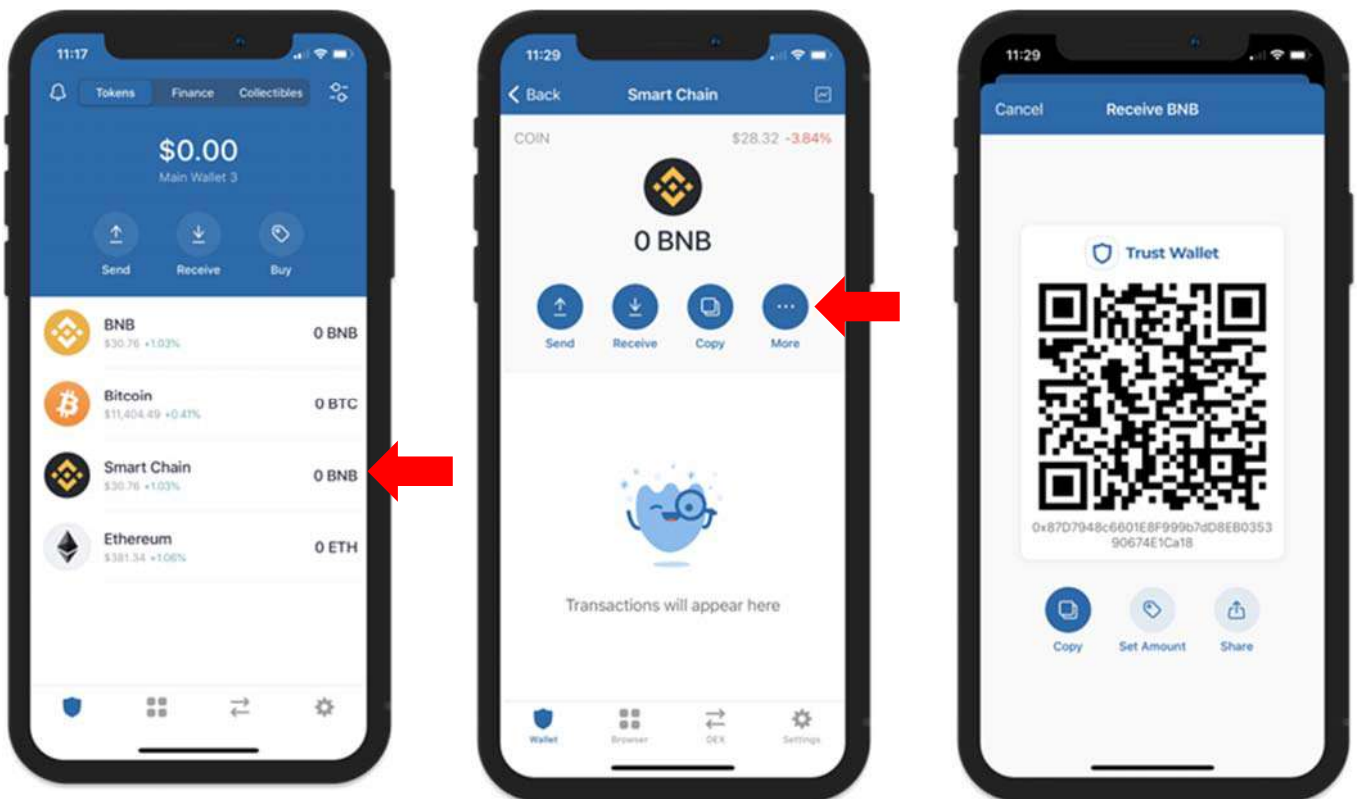 11:17
Tokens Finance Collectibles
$0.00
Main Wallet 3
Send Receive Buy
BNB
0 BNB
$30.76 +1.03%
Bitcoin
0 BTC
$11,404.49 +0.41%
Smart Chain
0 BNB
$30.76 +1.03%
Ethereum
0 ETH
$381.34 +1.06%
11:29
Back Smart Chain
COIN $28.32 -3.84%
0 BNB
Send Receive Copy More
Transactions will appear here
Wallet Browser DEX Settings
11:29
Cancel Receive BNB
Trust Wallet
0x87D7948c6601E8F999b7dD8EB0353
90674E1Ca18
Copy Set Amount Share